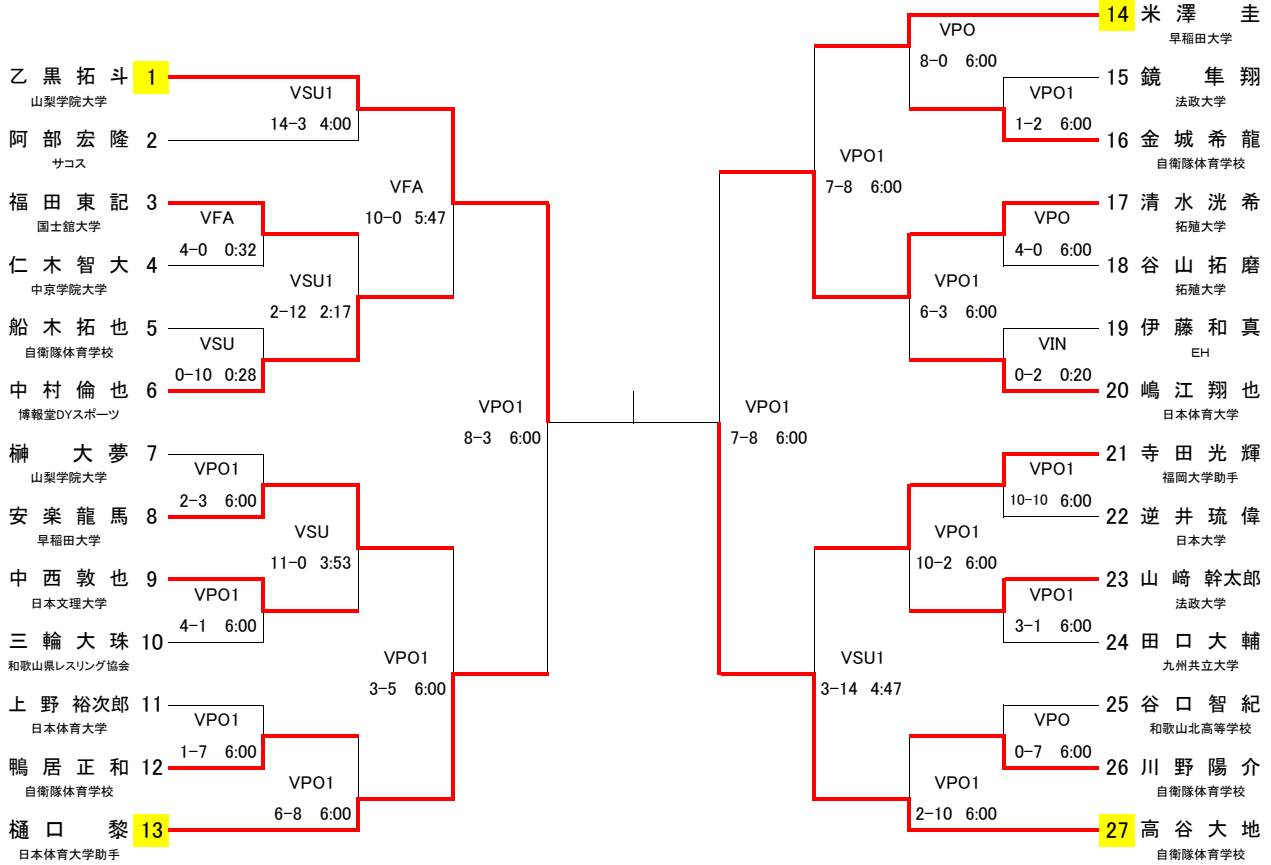 乙黒拓斗 1
山梨学院大学
VSU1
14-3 4:00
阿部宏隆 2
サコス
VFA
10-0 5:47
福田東記 3
国士舘大学
VFA
4-0 0:32
仁木智大 4
中京学院大学
VSU1
2-12 2:17
船木拓也 5
自衛隊体育学校
VSU
0-10 0:28
中村倫也 6
博報堂DYスポーツ
VPO1
8-3 6:00
榊大夢 7
山梨学院大学
VPO1
2-3 6:00
安楽龍馬 8
早稲田大学
VSU
11-0 3:53
中西敦也 9
日本文理大学
VPO1
4-1 6:00
三輪大珠 10
和歌山県レスリング協会
VPO1
3-5 6:00
上野裕次郎 11
日本体育大学
VPO1
1-7 6:00
鴨居正和 12
自衛隊体育学校
VPO1
6-8 6:00
樋口黎 13
日本体育大学助手
14 米澤圭
早稲田大学
VPO
8-0 6:00
15 鏡隼翔
法政大学
VPO1
1-2 6:00
16 金城希龍
自衛隊体育学校
VPO1
7-8 6:00
17 清水洸希
拓殖大学
VPO
4-0 6:00
18 谷山拓磨
拓殖大学
VPO1
6-3 6:00
19 伊藤和真
EH
VIN
0-2 0:20
20 嶋江翔也
日本体育大学
VPO1
7-8 6:00
21 寺田光輝
福岡大学助手
VPO1
10-10 6:00
22 逆井琉偉
日本大学
VPO1
10-2 6:00
23 山﨑幹太郎
法政大学
VPO1
3-1 6:00
24 田口大輔
九州共立大学
VSU1
3-14 4:47
25 谷口智紀
和歌山北高等学校
VPO
0-7 6:00
26 川野陽介
自衛隊体育学校
VPO1
2-10 6:00
27 高谷大地
自衛隊体育学校